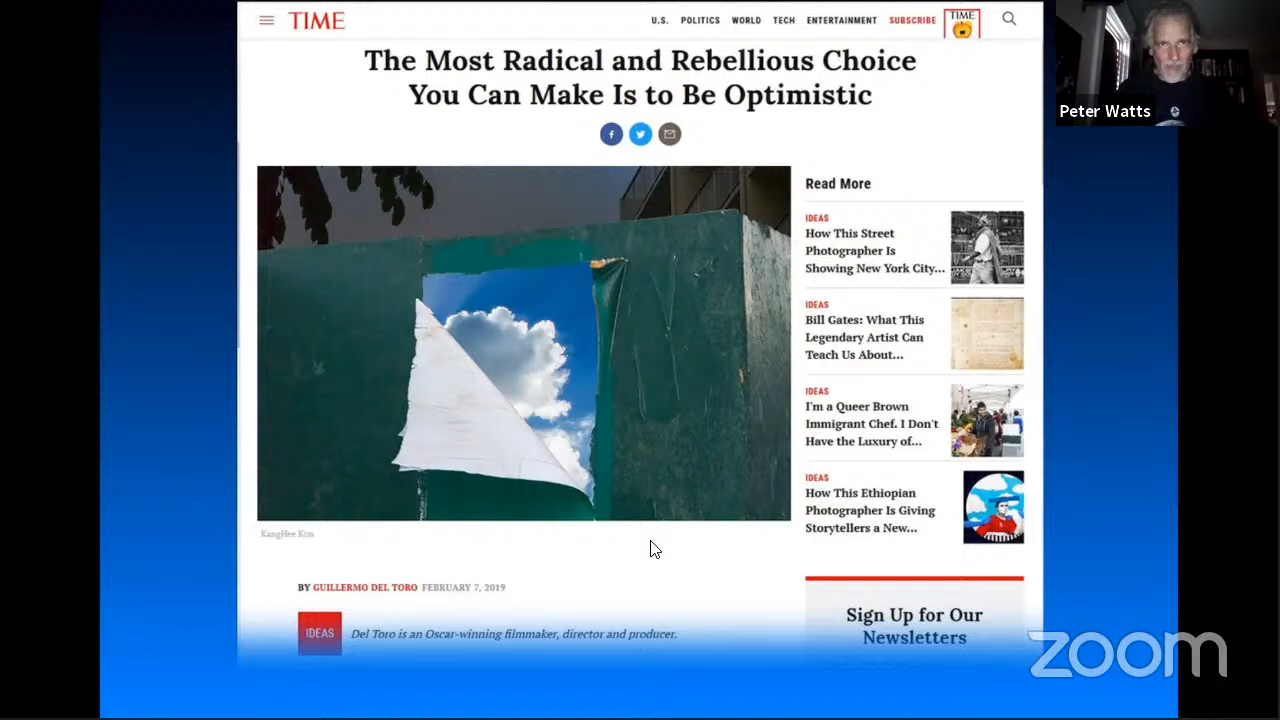 TIME
U.S. POLITICS WORLD TECH ENTERTAINMENT SUBSCRIBE
TIME
The Most Radical and Rebellious Choice
You Can Make Is to Be Optimistic
Peter Watts
Read More
IDEAS
How This Street
Photographer Is
Showing New York City...
IDEAS
Bill Gates: What This
Legendary Artist Can
Teach Us About...
IDEAS
I'm a Queer Brown
Immigrant Chef. I Don't
Have the Luxury of...
IDEAS
How This Ethiopian
Photographer Is Giving
Storytellers a New...
KangHee Kim
BY GUILLERMO DEL TORO FEBRUARY 7, 2019
IDEAS
Del Toro is an Oscar-winning filmmaker, director and producer.
Sign Up for Our
Newsletters
zoom